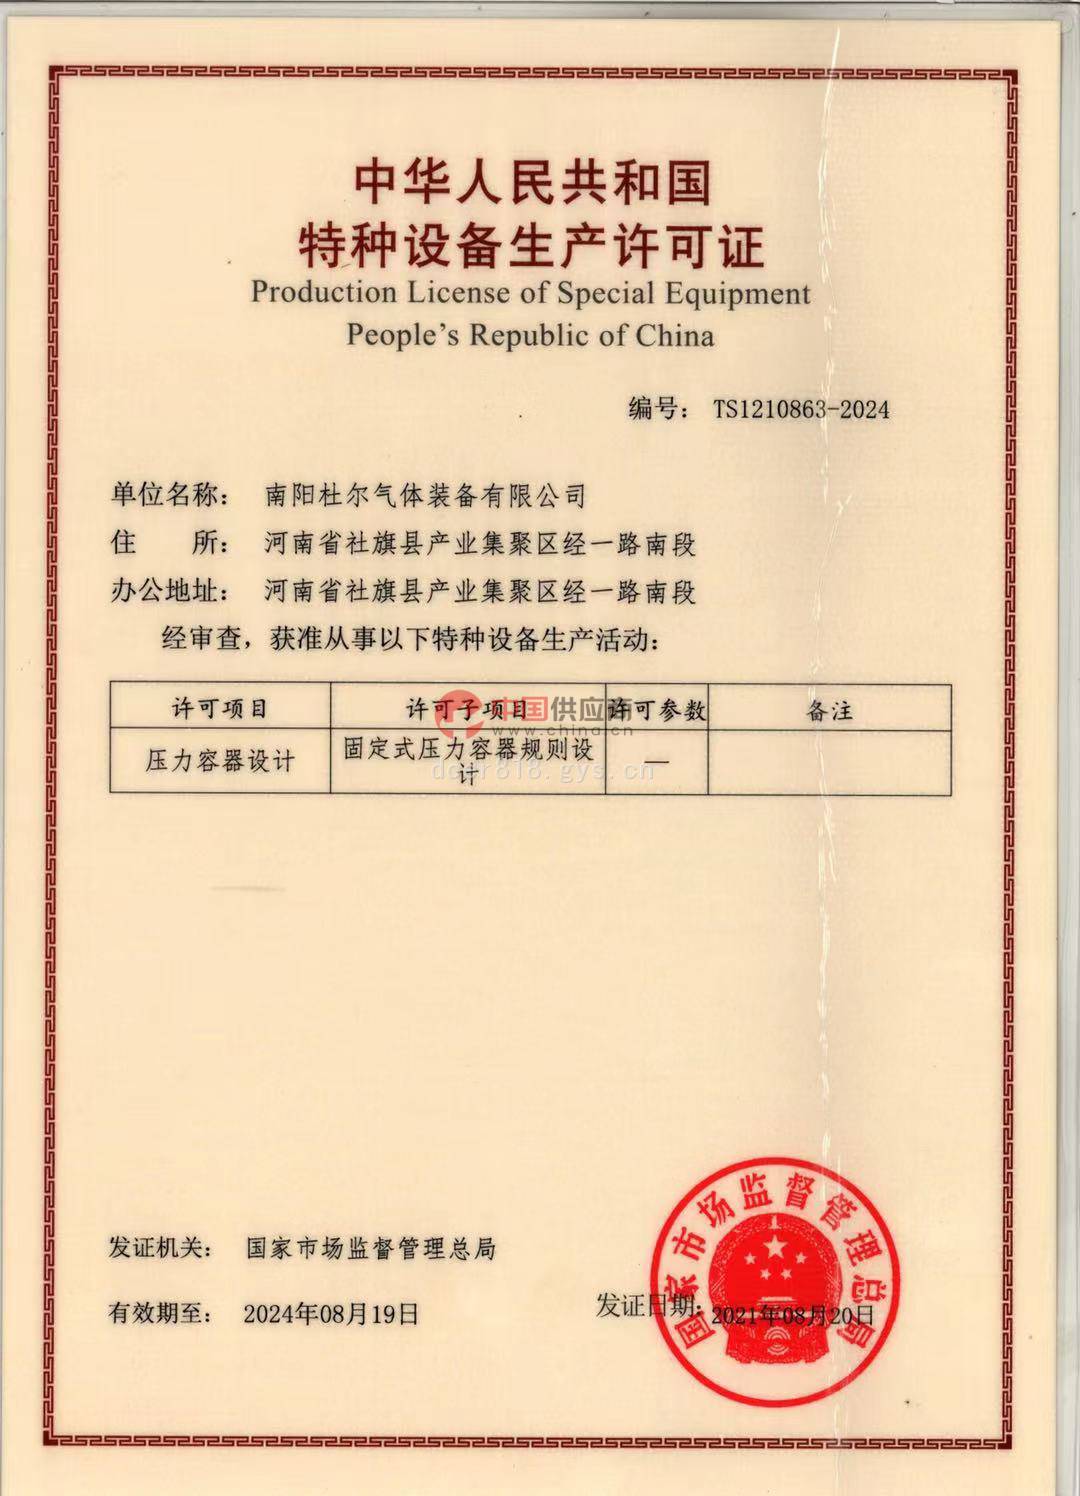 中华人民共和国
特种设备生产许可证
Production License of Special Equipment
People's Republic of China
编号： TS1210863-2024
单位名称： 南阳杜尔气体装备有限公司
住 所： 河南省社旗县产业集聚区经一路南段
办公地址： 河南省社旗县产业集聚区经一路南段
经审查，获准从事以下特种设备生产活动：
许可项目 许可子项目 许可参数 备注
中国供应商
www.china.cn
压力容器设计 固定式压力容器规则设计 —
.gys.cn
国家市场监督管理总局
发证机关： 国家市场监督管理总局
有效期至： 2024年08月19日
发证日期： 2021年08月20日